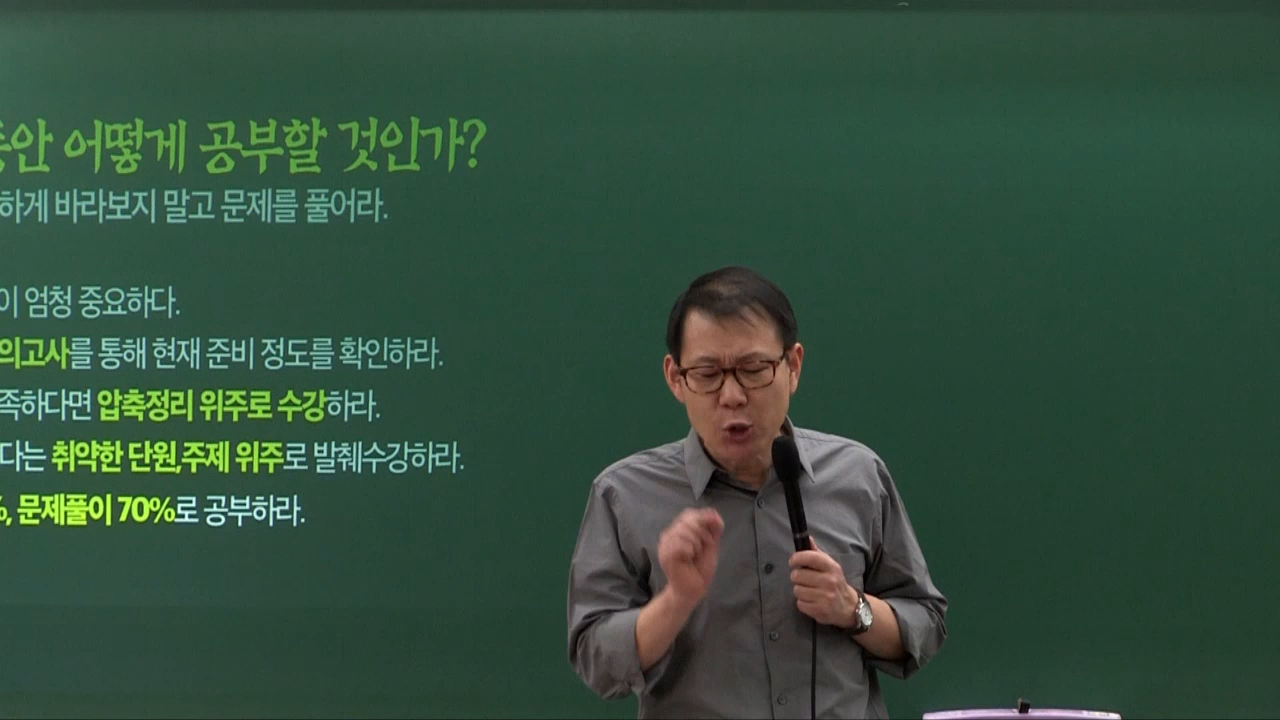 동안 어떻게 공부할 것인가?
하게 바라보지 말고 문제를 풀어라.
이 엄청 중요하다.
의고사를 통해 현재 준비 정도를 확인하라.
족하다면 압축정리 위주로 수강하라.
다는 취약한 단원,주제 위주로 발췌수강하라.
%, 문제풀이 70%로 공부하라.